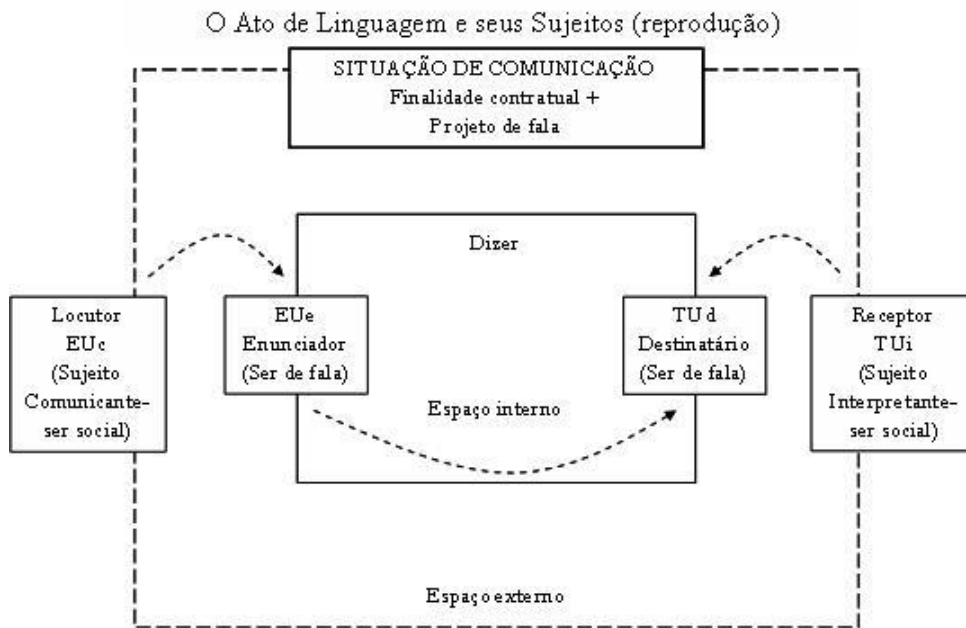 O Ato de Linguagem e seus Sujeitos (reprodução)
SITUAÇÃO DE COMUNICAÇÃO
Finalidade contratual +
Projeto de fala
Dizer
Locutor
EUc
(Sujeito
Comunicante-
ser social)
EUe
Enunciador
(Ser de fala)
TUd
Destinatário
(Ser de fala)
Receptor
TUi
(Sujeito
Interpretante-
ser social)
Espaço interno
Espaço externo